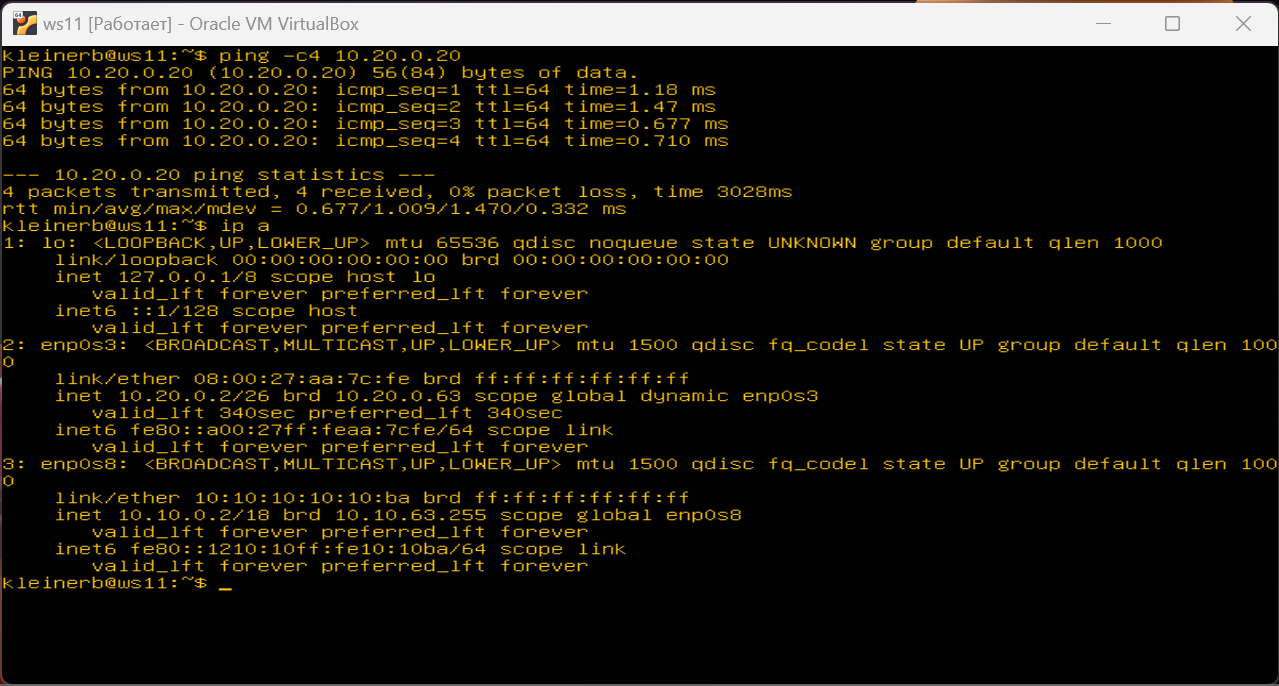 ws11 [Работает] - Oracle VM VirtualBox
kleinerb@ws11:~$ ping -c4 10.20.0.20
PING 10.20.0.20 (10.20.0.20) 56(84) bytes of data.
64 bytes from 10.20.0.20: icmp_seq=1 ttl=64 time=1.18 ms
64 bytes from 10.20.0.20: icmp_seq=2 ttl=64 time=1.47 ms
64 bytes from 10.20.0.20: icmp_seq=3 ttl=64 time=0.677 ms
64 bytes from 10.20.0.20: icmp_seq=4 ttl=64 time=0.710 ms
--- 10.20.0.20 ping statistics ---
4 packets transmitted, 4 received, 0% packet loss, time 3028ms
rtt min/avg/max/mdev = 0.677/1.009/1.470/0.332 ms
kleinerb@ws11:~$ ip a
1: lo: <LOOPBACK,UP,LOWER_UP> mtu 65536 qdisc noqueue state UNKNOWN group default qlen 1000
    link/loopback 00:00:00:00:00:00 brd 00:00:00:00:00:00
    inet 127.0.0.1/8 scope host lo
       valid_lft forever preferred_lft forever
    inet6 ::1/128 scope host
       valid_lft forever preferred_lft forever
2: enp0s3: <BROADCAST,MULTICAST,UP,LOWER_UP> mtu 1500 qdisc fq_codel state UP group default qlen 100
0
    link/ether 08:00:27:aa:7c:fe brd ff:ff:ff:ff:ff:ff
    inet 10.20.0.2/26 brd 10.20.0.63 scope global dynamic enp0s3
       valid_lft 340sec preferred_lft 340sec
    inet6 fe80::a00:27ff:feaa:7cfe/64 scope link
       valid_lft forever preferred_lft forever
3: enp0s8: <BROADCAST,MULTICAST,UP,LOWER_UP> mtu 1500 qdisc fq_codel state UP group default qlen 100
0
    link/ether 10:10:10:10:10:ba brd ff:ff:ff:ff:ff:ff
    inet 10.10.0.2/18 brd 10.10.63.255 scope global enp0s8
       valid_lft forever preferred_lft forever
    inet6 fe80::1210:10ff:fe10:10ba/64 scope link
       valid_lft forever preferred_lft forever
kleinerb@ws11:~$ _